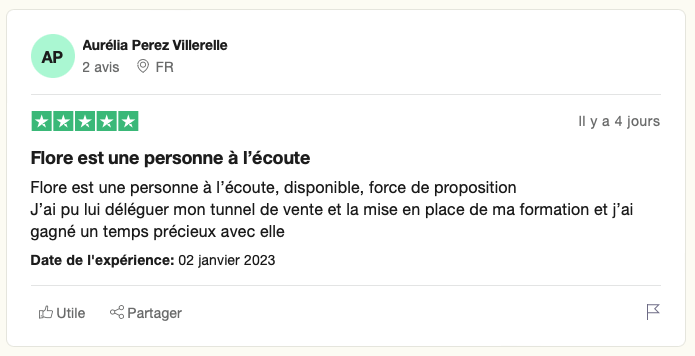 AP
Aurélia Perez Villerelle
2 avis FR
Il y a 4 jours
Flore est une personne à l’écoute
Flore est une personne à l’écoute, disponible, force de proposition
J’ai pu lui déléguer mon tunnel de vente et la mise en place de ma formation et j’ai
gagné un temps précieux avec elle
Date de l'expérience: 02 janvier 2023
Utile Partager